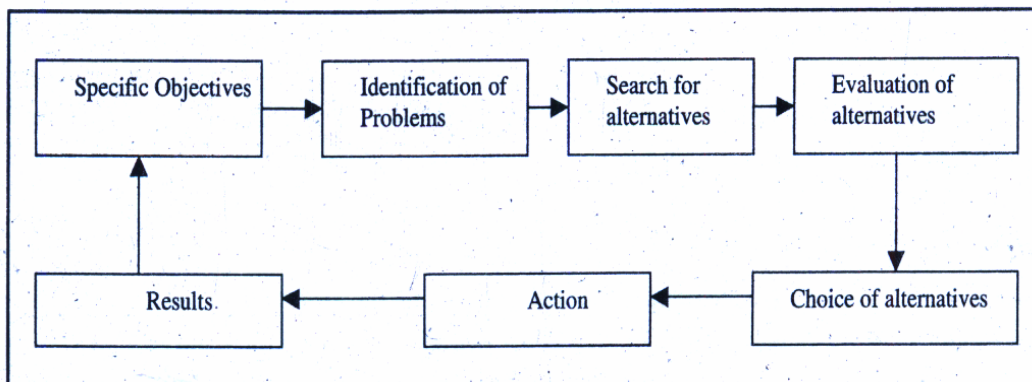 Specific Objectives
Identification of
Problems
Search for
alternatives
Evaluation of
alternatives
Choice of alternatives
Action
Results